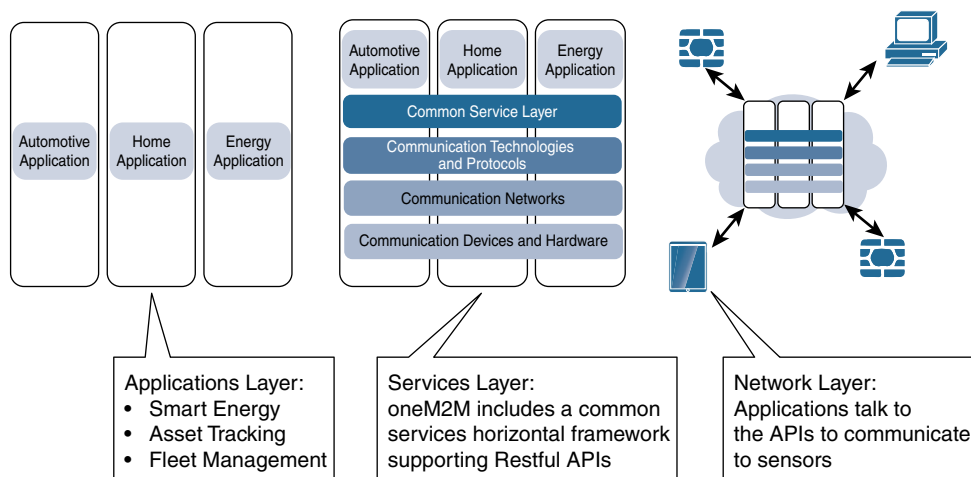 Automotive
Application
Home
Application
Energy
Application
Automotive
Application
Home
Application
Energy
Application
Common Service Layer
Communication Technologies
and Protocols
Communication Networks
Communication Devices and Hardware
Applications Layer:
• Smart Energy
• Asset Tracking
• Fleet Management
Services Layer:
oneM2M includes a common
services horizontal framework
supporting Restful APIs
Network Layer:
Applications talk to
the APIs to communicate
to sensors